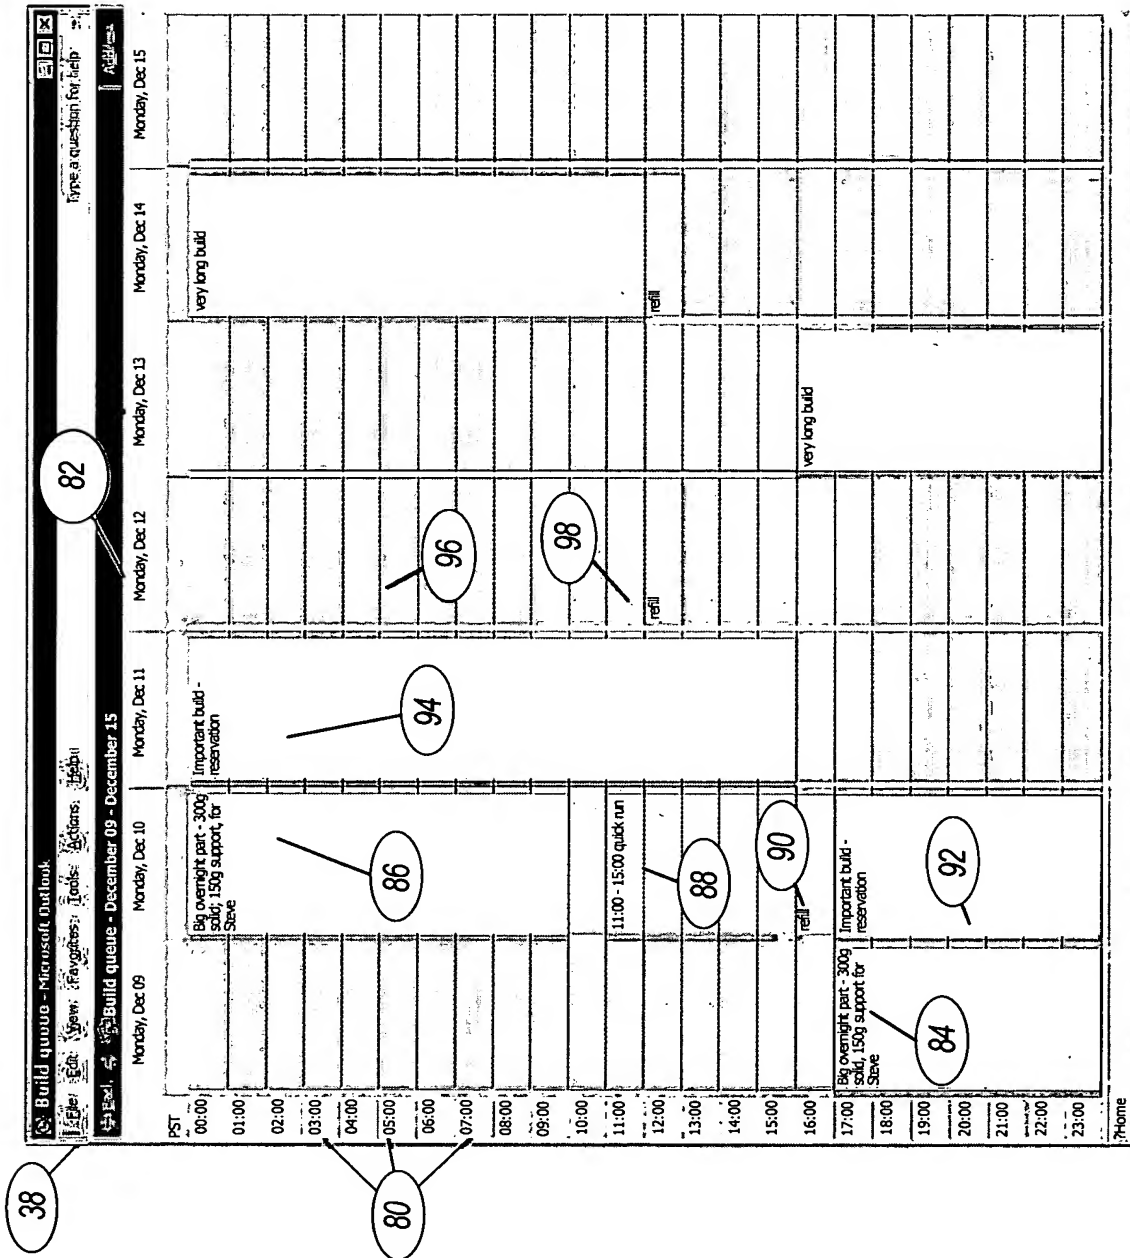 38
Build queue - Microsoft Outlook
File Edit View Favorites Tools Actions Help
Type a question for help
Build queue - December 09 - December 15
82
Monday, Dec 09
Monday, Dec 10
Monday, Dec 11
Monday, Dec 12
Monday, Dec 13
Monday, Dec 14
Monday, Dec 15
PST
00:00
01:00
02:00
03:00
04:00
05:00
06:00
07:00
08:00
09:00
10:00
11:00
12:00
13:00
14:00
15:00
16:00
17:00
18:00
19:00
20:00
21:00
22:00
23:00
80
Big overnight part - 300g
solid, 150g support for
Steve
84
Big overnight part - 300g
solid; 150g support, for
Steve
86
11:00 - 15:00 quick run
88
90
refill
Important build -
reservation
92
Important build -
reservation
94
96
98
refill
very long build
very long build
refill
?Home